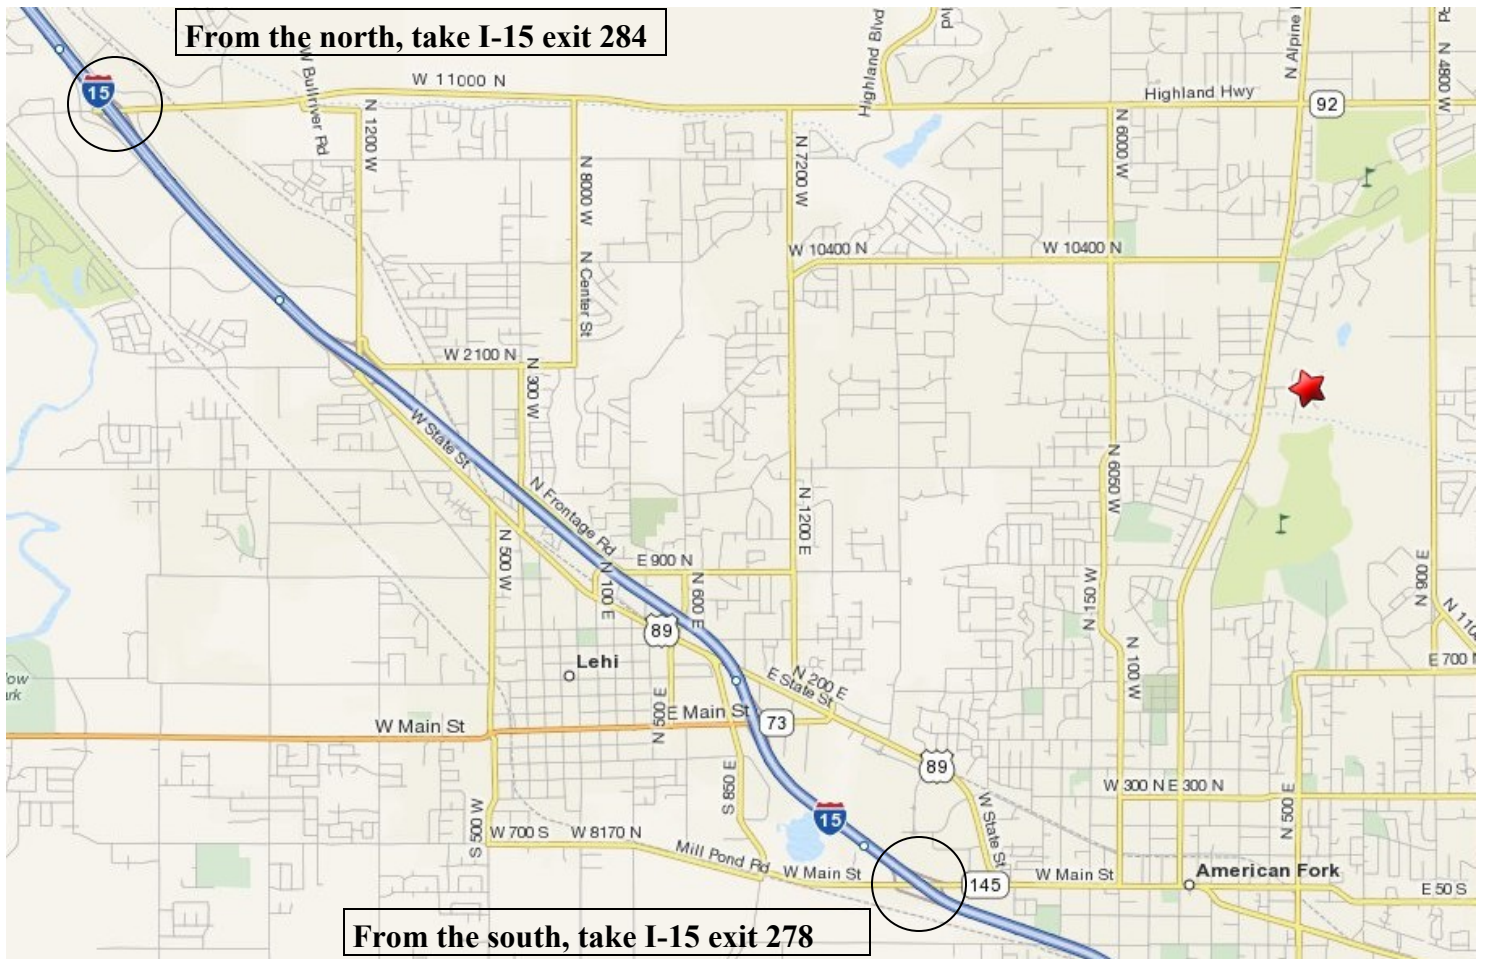 From the north, take I-15 exit 284
15
W Bullriver Rd
W 11000 N
N 1200 W
Highland Blvd
N Alpine
N 4800 W
Highland Hwy
92
N 8000 W
N 7200 W
N 6000 W
W 10400 N
W 10400 N
N Center St
W 2100 N
N 300 W
W State St
N Frontage Rd
N 6050 W
N 1200 E
N 500 W
N 100 E
E 900 N
N 600 E
N 150 W
N 900 E
89
Lehi
N 100 W
E 700
N 200 E
E State St
N 500 E
E Main St
73
W Main St
89
S 850 E
W 300 N
E 300 N
N 500 E
15
W State St
S 500 W
W 700 S
W 8170 N
Mill Pond Rd
W Main St
145
W Main St
American Fork
E 50 S
From the south, take I-15 exit 278